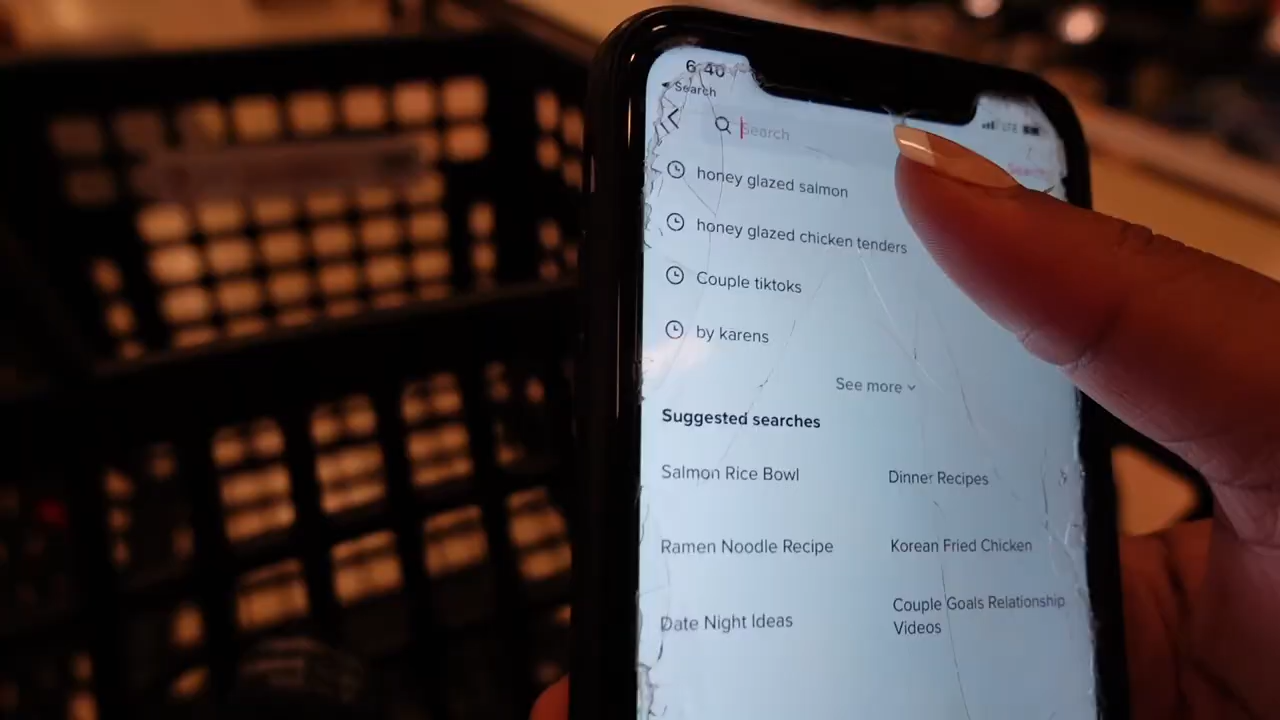 6:40
Search
Search
Search
honey glazed salmon
honey glazed chicken tenders
Couple tiktoks
by karens
See more
Suggested searches
Salmon Rice Bowl
Dinner Recipes
Ramen Noodle Recipe
Korean Fried Chicken
Date Night Ideas
Couple Goals Relationship
Videos